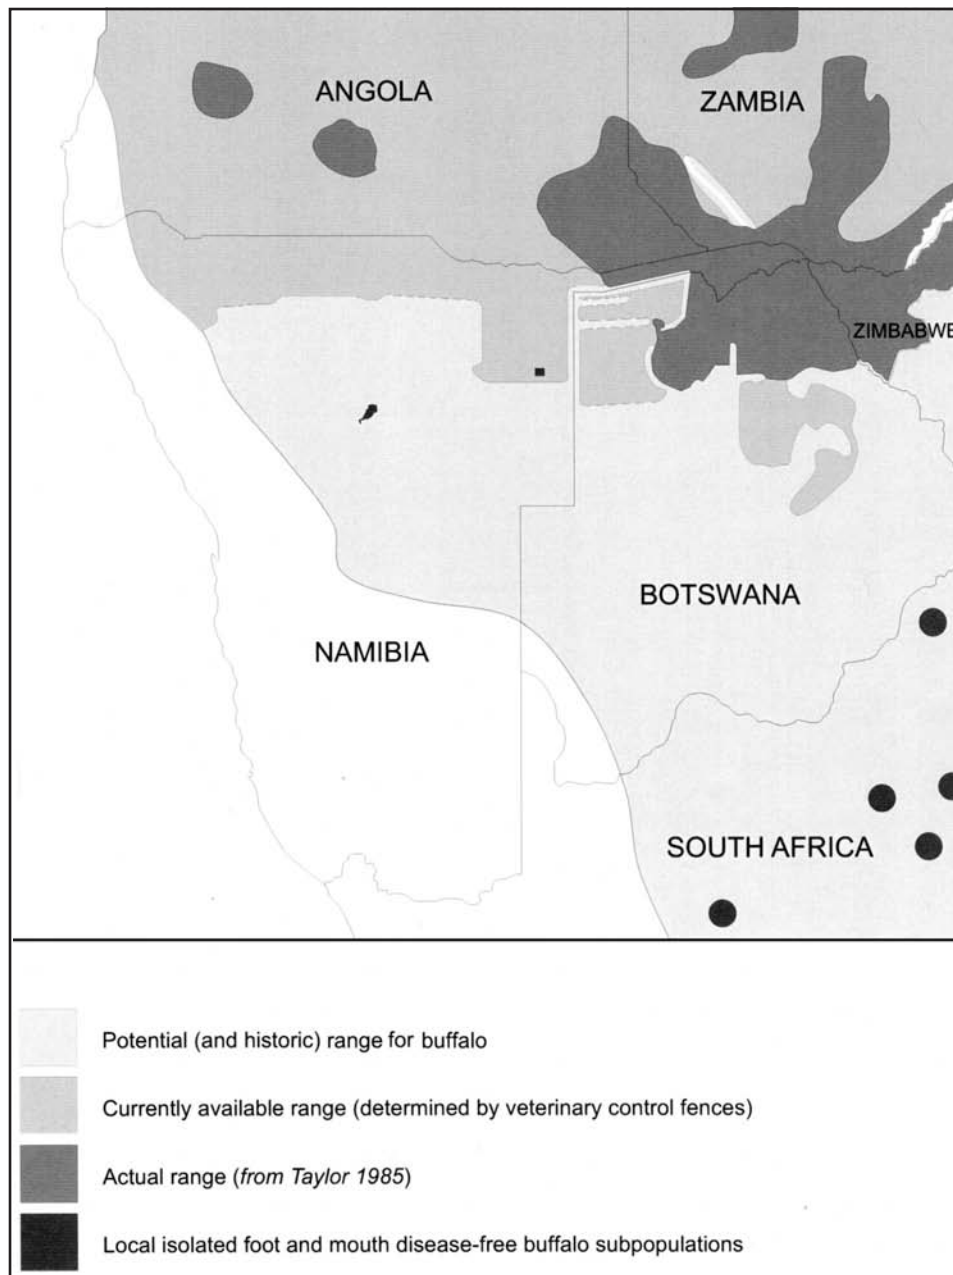 ANGOLA
ZAMBIA
ZIMBABWE
BOTSWANA
NAMIBIA
SOUTH AFRICA
Potential (and historic) range for buffalo
Currently available range (determined by veterinary control fences)
Actual range (from Taylor 1985)
Local isolated foot and mouth disease-free buffalo subpopulations